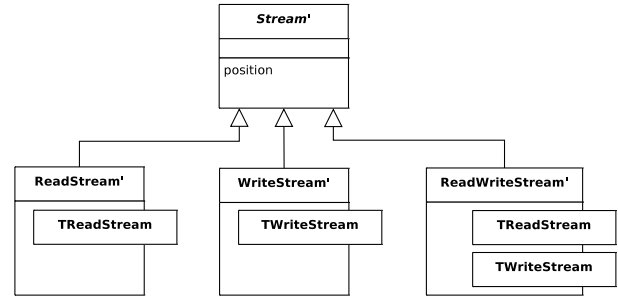 Stream'
position
ReadStream'
WriteStream'
ReadWriteStream'
TReadStream
TWriteStream
TReadStream
TWriteStream